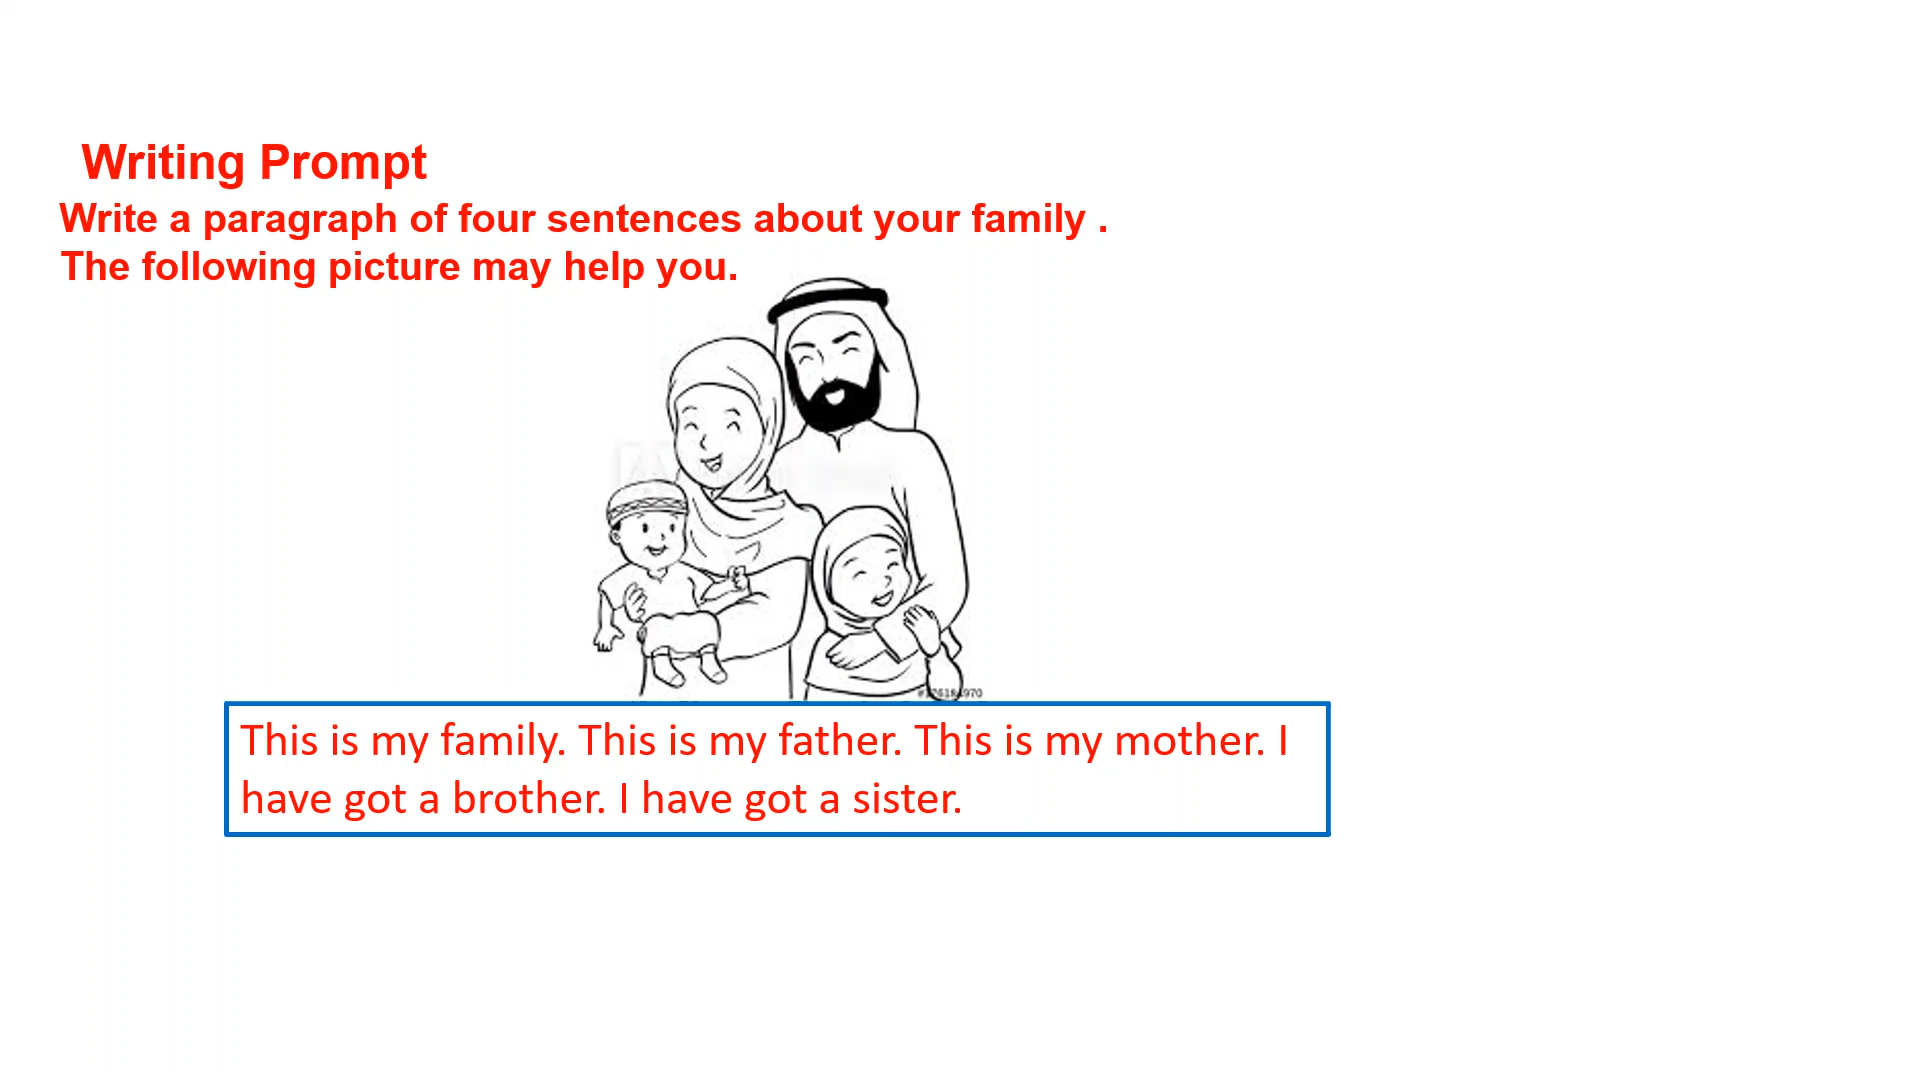 Writing Prompt
Write a paragraph of four sentences about your family .
The following picture may help you.
This is my family. This is my father. This is my mother. I
have got a brother. I have got a sister.